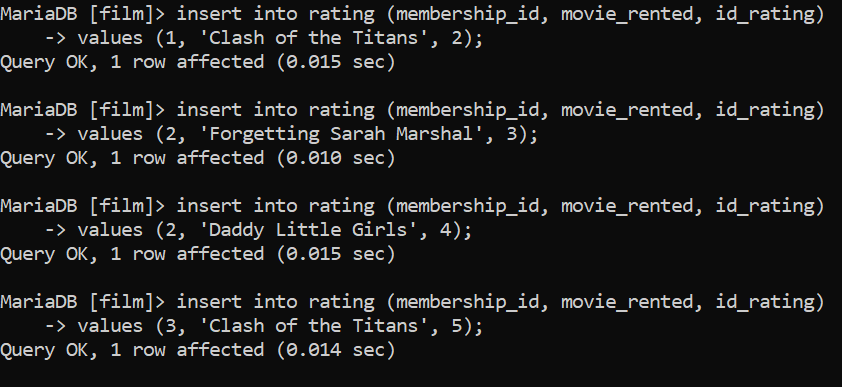 MariaDB [film]> insert into rating (membership_id, movie_rented, id_rating)
    -> values (1, 'Clash of the Titans', 2);
Query OK, 1 row affected (0.015 sec)
MariaDB [film]> insert into rating (membership_id, movie_rented, id_rating)
    -> values (2, 'Forgetting Sarah Marshal', 3);
Query OK, 1 row affected (0.010 sec)
MariaDB [film]> insert into rating (membership_id, movie_rented, id_rating)
    -> values (2, 'Daddy Little Girls', 4);
Query OK, 1 row affected (0.015 sec)
MariaDB [film]> insert into rating (membership_id, movie_rented, id_rating)
    -> values (3, 'Clash of the Titans', 5);
Query OK, 1 row affected (0.014 sec)